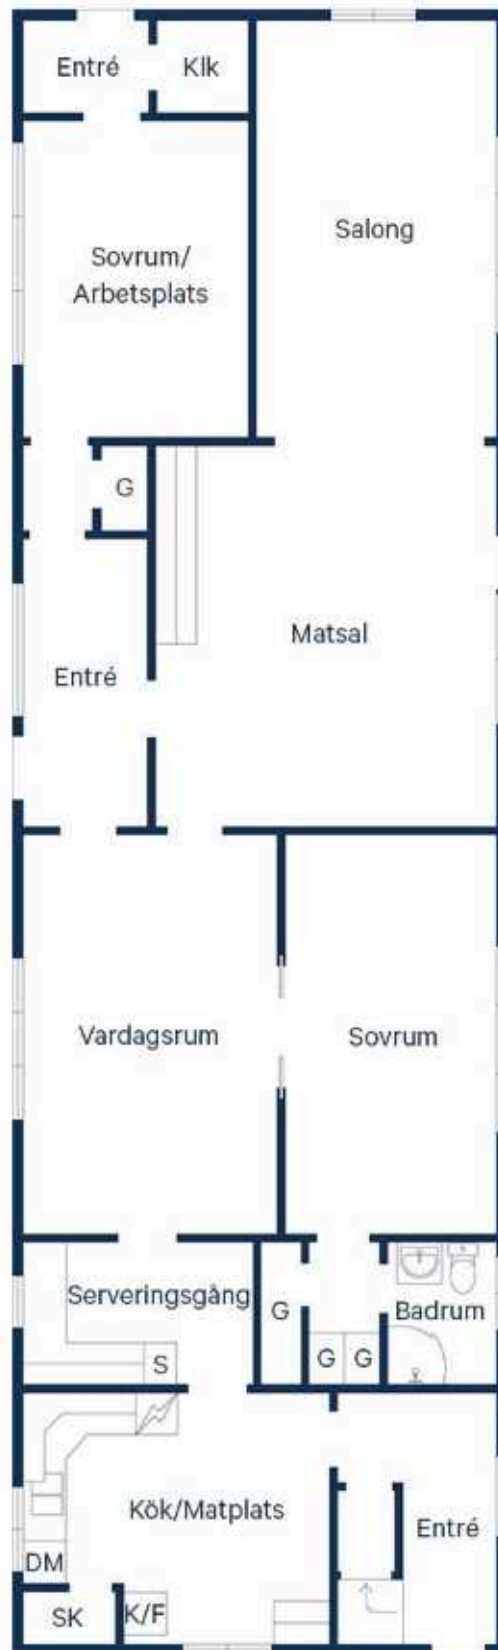 Entré
Klk
Salong
Sovrum/
Arbetsplats
G
Matsal
Entré
Vardagsrum
Sovrum
Serveringsgång
G
Badrum
S
G
G
Kök/Matplats
Entré
DM
SK
K/F